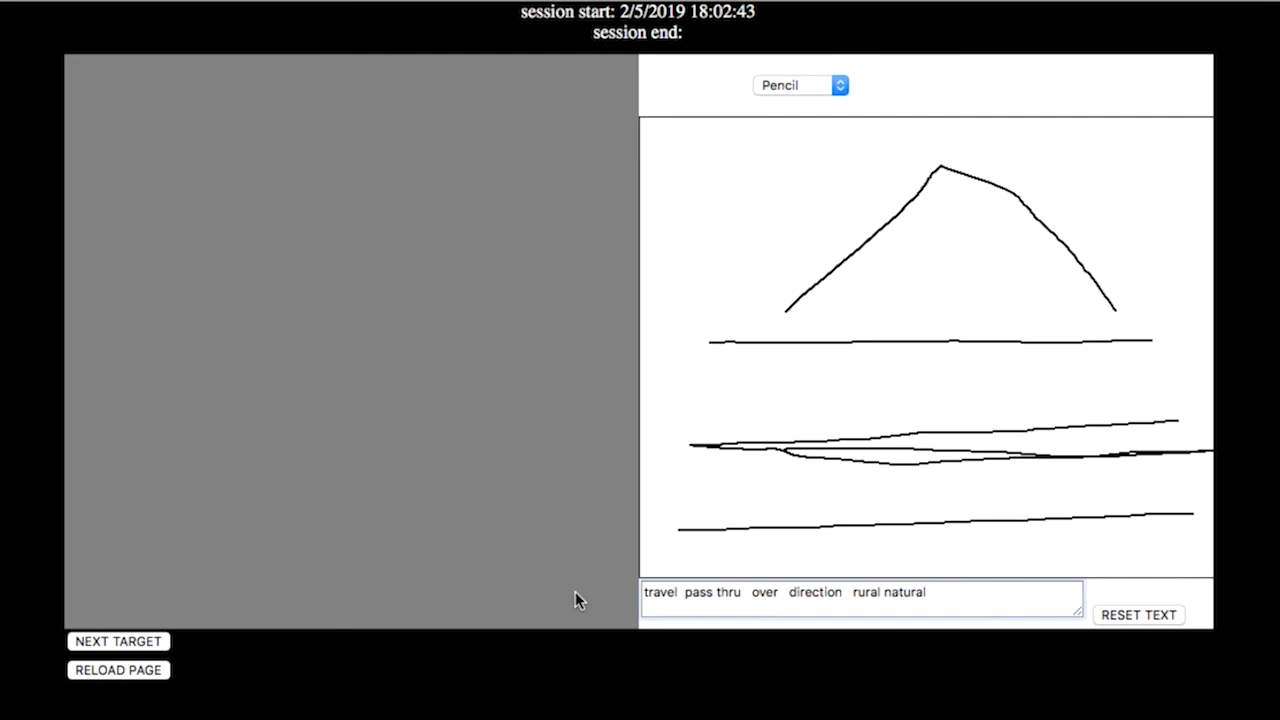 session start: 2/5/2019 18:02:43
session end:
Pencil
travel  pass thru   over   direction   rural natural
RESET TEXT
NEXT TARGET
RELOAD PAGE